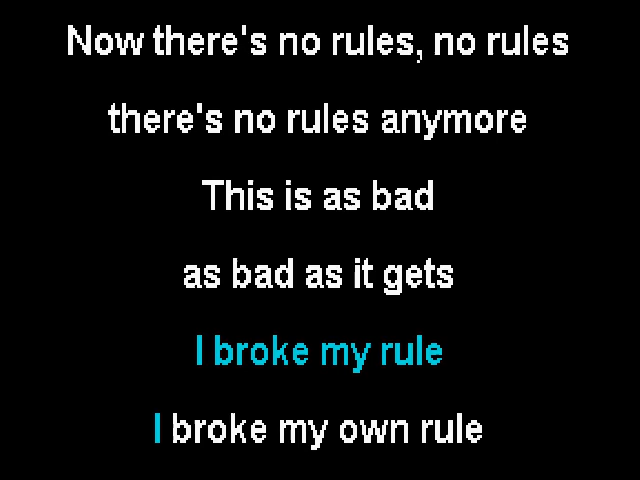 Now there's no rules, no rules
there's no rules anymore
This is as bad
as bad as it gets
I broke my rule
I broke my own rule